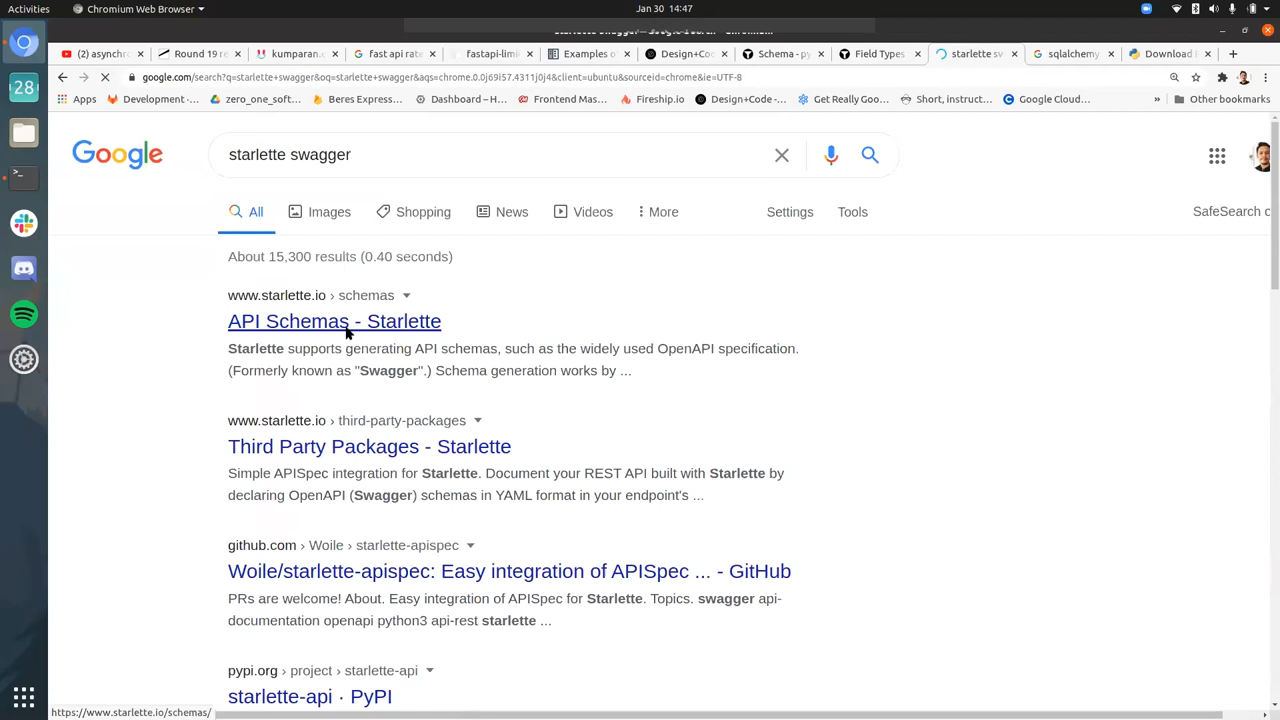 Activities
Chromium Web Browser
Jan 30 14:47
(2) asynchr
Round 19 re
kumparan.c
fast api rate
fastapi-limi
Examples of
Design+Co
Schema - py
Field Types
starlette sw
sqlalchemy
Download F
google.com/search?q=starlette+swagger&oq=starlette+swagger&aqs=chrome.0.0j69i57.4311j0j4&client=ubuntu&sourceid=chrome&ie=UTF-8
Apps
Development -...
zero_one_soft...
Beres Express...
Dashboard – H...
Frontend Mas...
Fireship.io
Design+Code -...
Get Really Goo...
Short, instruct...
Google Cloud...
»
Other bookmarks
28
Google
starlette swagger
All
Images
Shopping
News
Videos
More
Settings
Tools
SafeSearch o
About 15,300 results (0.40 seconds)
www.starlette.io › schemas
API Schemas - Starlette
Starlette supports generating API schemas, such as the widely used OpenAPI specification.
(Formerly known as "Swagger".) Schema generation works by ...
www.starlette.io › third-party-packages
Third Party Packages - Starlette
Simple APISpec integration for Starlette. Document your REST API built with Starlette by
declaring OpenAPI (Swagger) schemas in YAML format in your endpoint's ...
github.com › Woile › starlette-apispec
Woile/starlette-apispec: Easy integration of APISpec ... - GitHub
PRs are welcome! About. Easy integration of APISpec for Starlette. Topics. swagger api-
documentation openapi python3 api-rest starlette ...
pypi.org › project › starlette-api
starlette-api · PyPI
https://www.starlette.io/schemas/